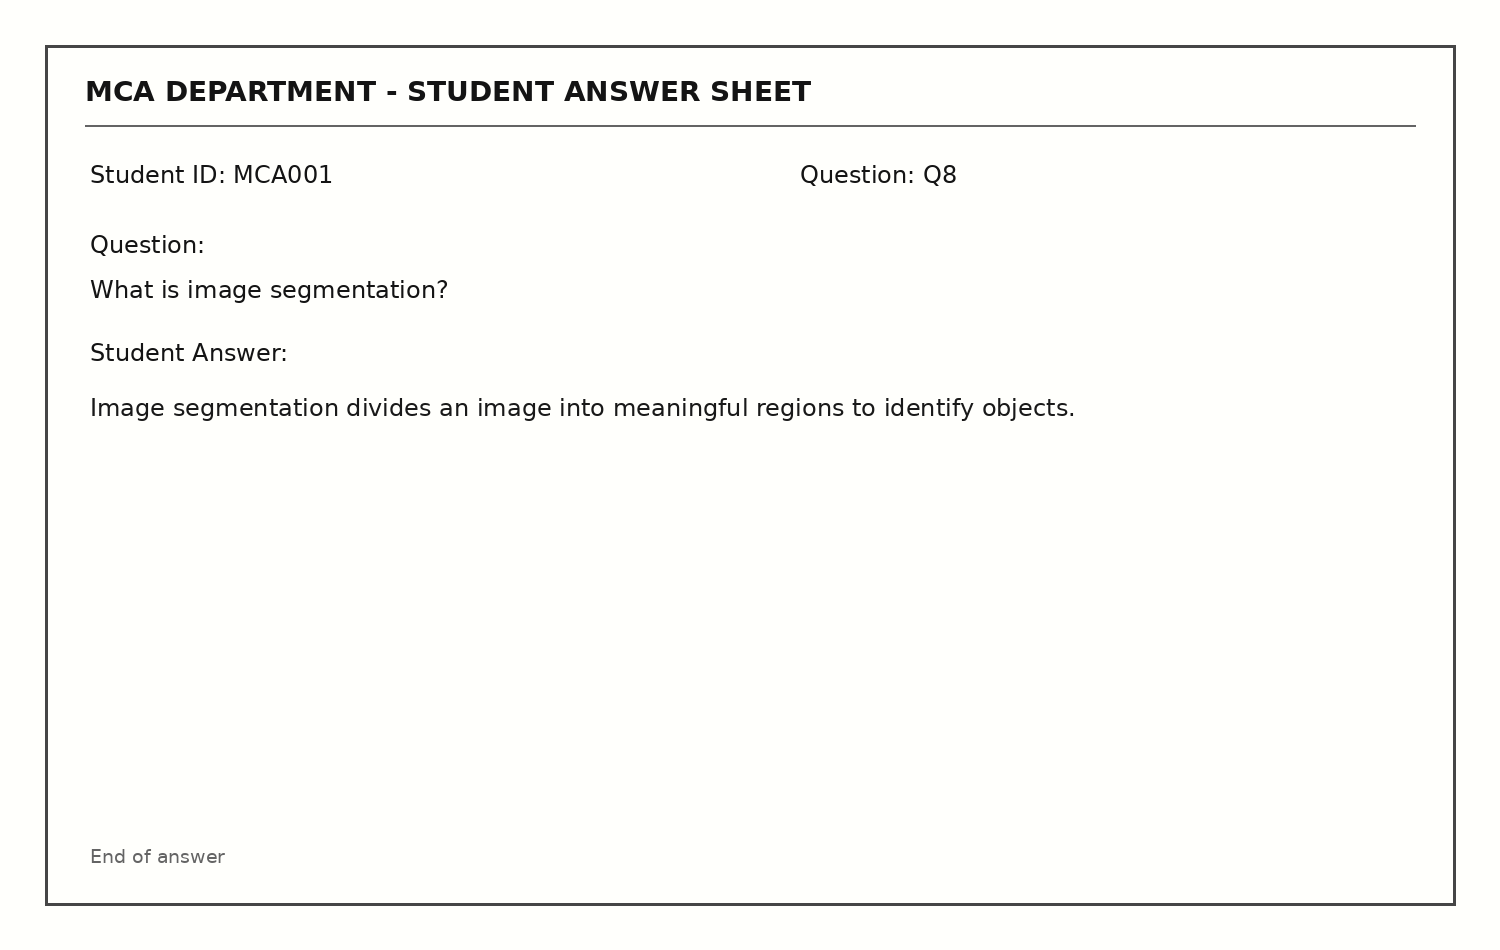 MCA DEPARTMENT - STUDENT ANSWER SHEET
Student ID: MCA001
Question: Q8
Question:
What is image segmentation?
Student Answer:
Image segmentation divides an image into meaningful regions to identify objects.
End of answer